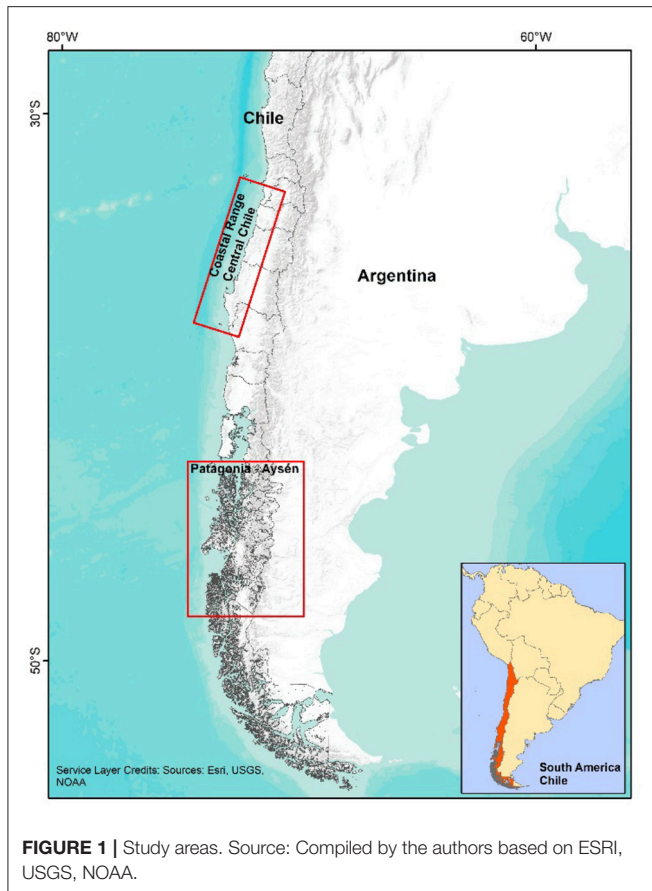 80°W
60°W
30°S
Chile
Coastal Range
Central Chile
Argentina
Patagonia - Aysén
50°S
Service Layer Credits: Sources: Esri, USGS,
NOAA
South America
Chile
FIGURE 1 | Study areas. Source: Compiled by the authors based on ESRI,
USGS, NOAA.